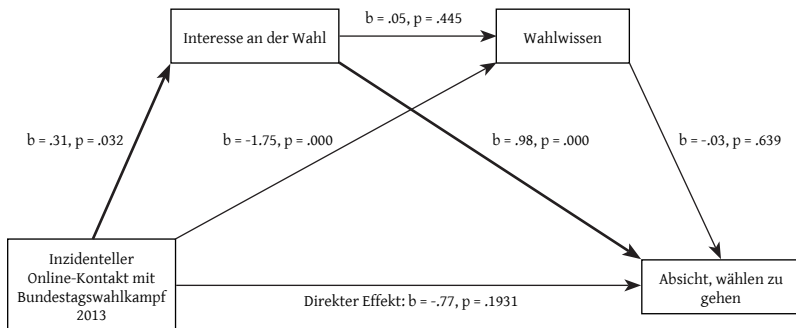 b = .05, p = .445
Interesse an der Wahl
Wahlwissen
b = .31, p = .032
b = -1.75, p = .000
b = .98, p = .000
b = -.03, p = .639
Inzidenteller
Online-Kontakt mit
Bundestagswahlkampf
2013
Direkter Effekt: b = -.77, p = .1931
Absicht, wählen zu
gehen